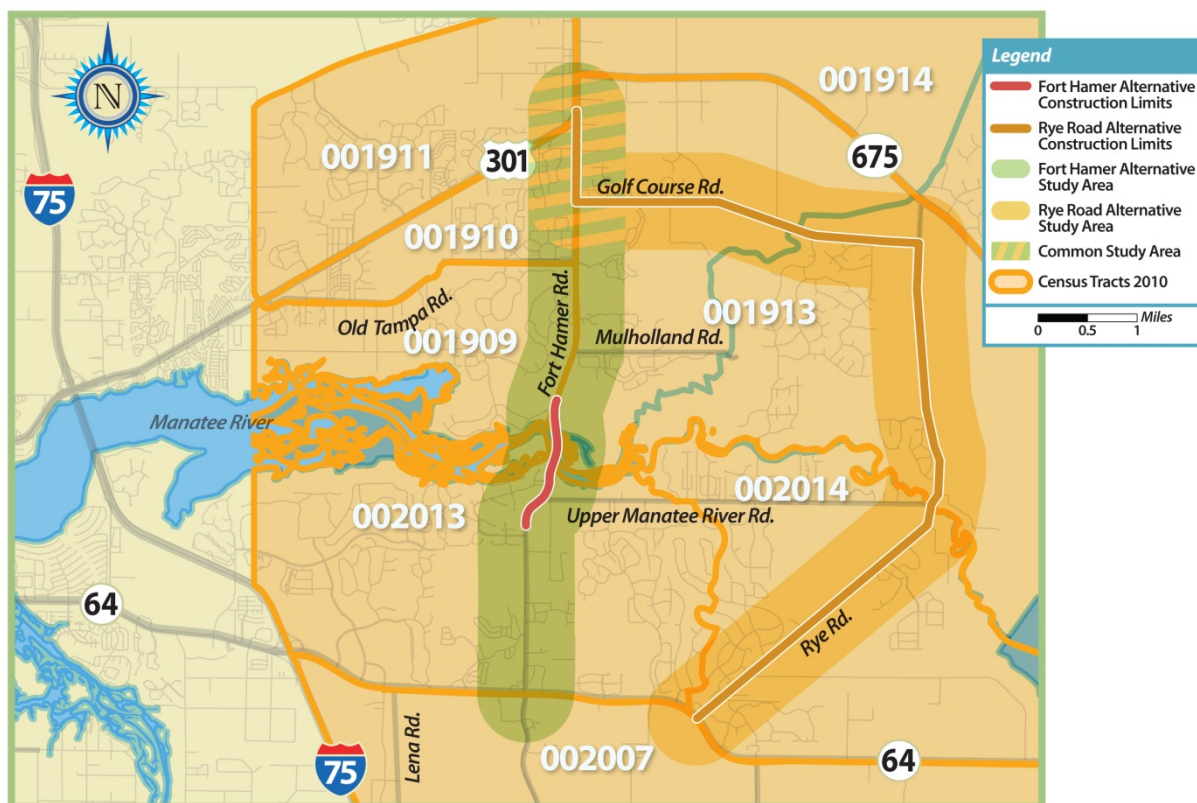 N
001914
Legend
Fort Hamer Alternative
Construction Limits
Rye Road Alternative
Construction Limits
Fort Hamer Alternative
Study Area
Rye Road Alternative
Study Area
Common Study Area
Census Tracts 2010
Miles
0 0.5 1
001911
301
675
75
Golf Course Rd.
001910
Old Tampa Rd.
Fort Hamer Rd.
001913
001909
Mulholland Rd.
Manatee River
002013
002014
Upper Manatee River Rd.
64
Rye Rd.
Lena Rd.
002007
75
64